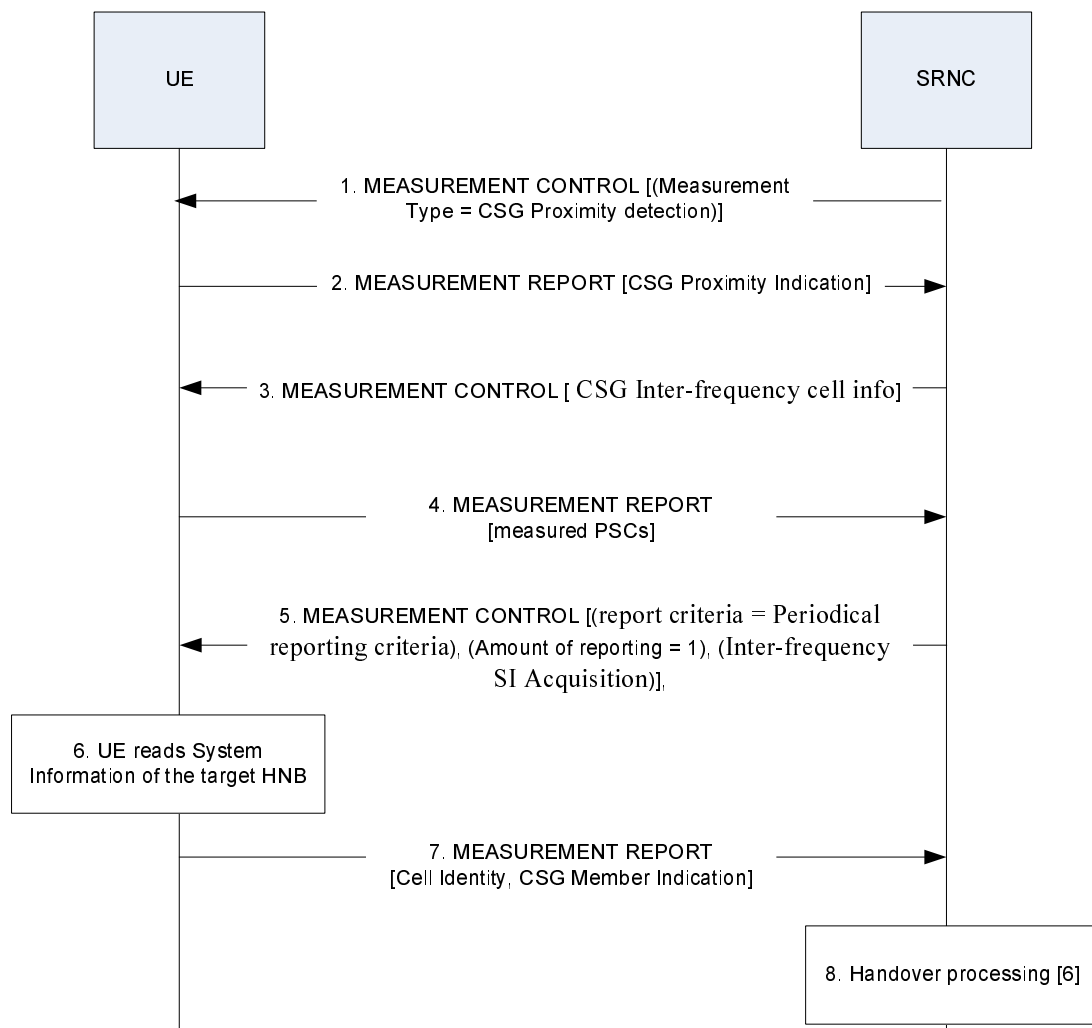 UE
SRNC
1. MEASUREMENT CONTROL [(Measurement
Type = CSG Proximity detection)]
2. MEASUREMENT REPORT [CSG Proximity Indication]
3. MEASUREMENT CONTROL [ CSG Inter-frequency cell info]
4. MEASUREMENT REPORT
[measured PSCs]
5. MEASUREMENT CONTROL [(report criteria = Periodical
reporting criteria), (Amount of reporting = 1), (Inter-frequency
SI Acquisition)],
6. UE reads System
Information of the target HNB
7. MEASUREMENT REPORT
[Cell Identity, CSG Member Indication]
8. Handover processing [6]